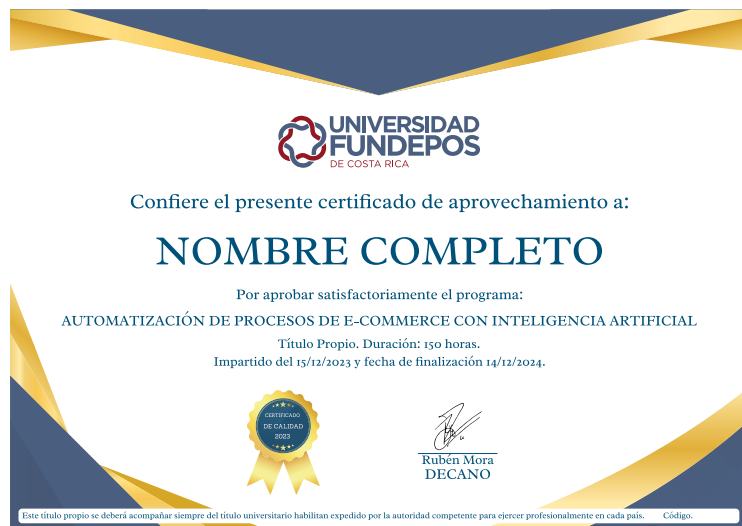 UNIVERSIDAD
FUNDEPOS
DE COSTA RICA
Confiere el presente certificado de aprovechamiento a:
NOMBRE COMPLETO
Por aprobar satisfactoriamente el programa:
AUTOMATIZACIÓN DE PROCESOS DE E-COMMERCE CON INTELIGENCIA ARTIFICIAL
Título Propio. Duración: 150 horas.
Impartido del 15/12/2023 y fecha de finalización 14/12/2024.
CERTIFICADO
DE CALIDAD
2023
Rubén Mora
DECANO
Este título propio se deberá acompañar siempre del título universitario habilitan expedido por la autoridad competente para ejercer profesionalmente en cada país. Código.